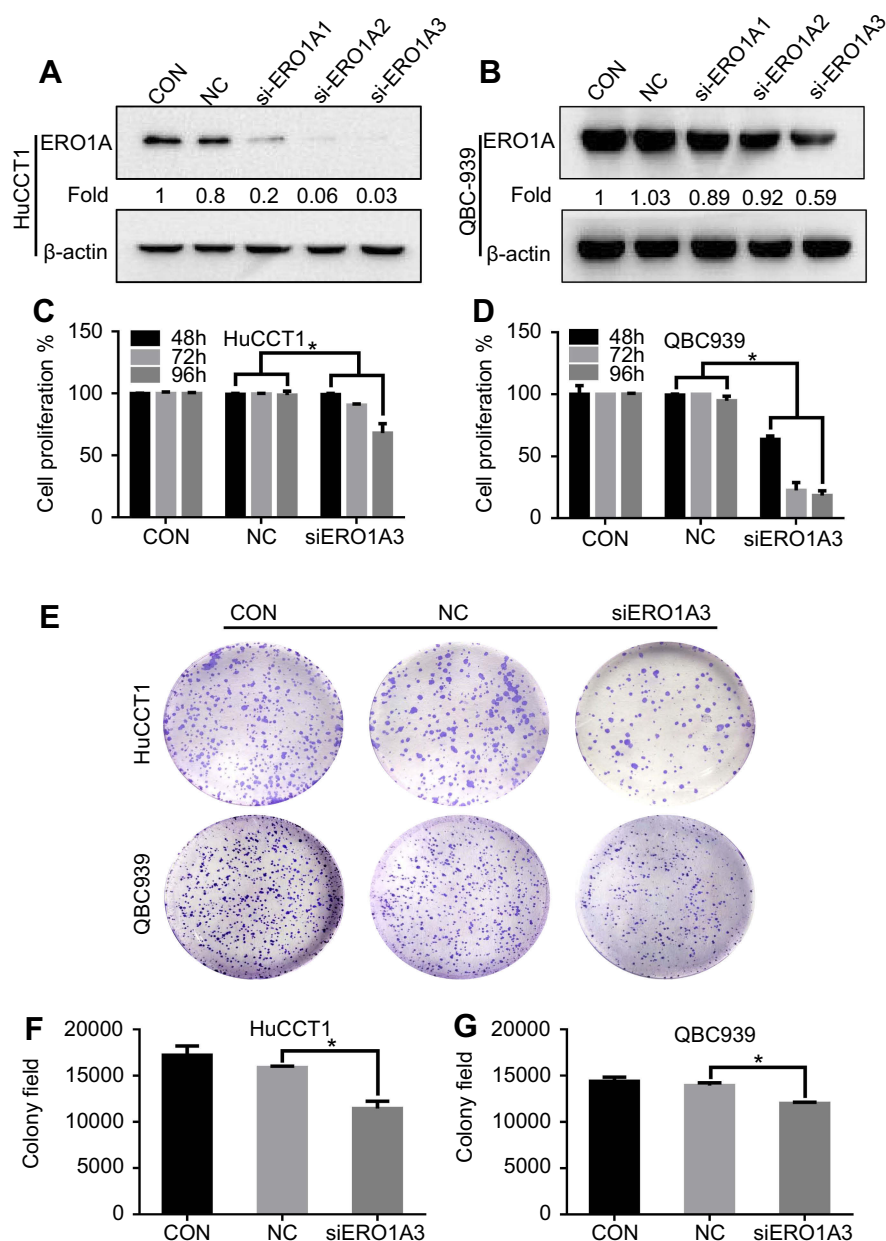 A
CON NC si-ERO1A1 si-ERO1A2 si-ERO1A3
HuCCT1
ERO1A
Fold 1 0.8 0.2 0.06 0.03
β-actin
B
CON NC si-ERO1A1 si-ERO1A2 si-ERO1A3
QBC-939
ERO1A
Fold 1 1.03 0.89 0.92 0.59
β-actin
C
Cell proliferation %
150
100
50
0
48h
72h
96h
HuCCT1
*
CON NC siERO1A3
D
Cell proliferation %
150
100
50
0
48h
72h
96h
QBC939
*
CON NC siERO1A3
E
CON NC siERO1A3
HuCCT1
QBC939
F
Colony field
20000
15000
10000
5000
0
HuCCT1
*
CON NC siERO1A3
G
Colony field
20000
15000
10000
5000
0
QBC939
*
CON NC siERO1A3